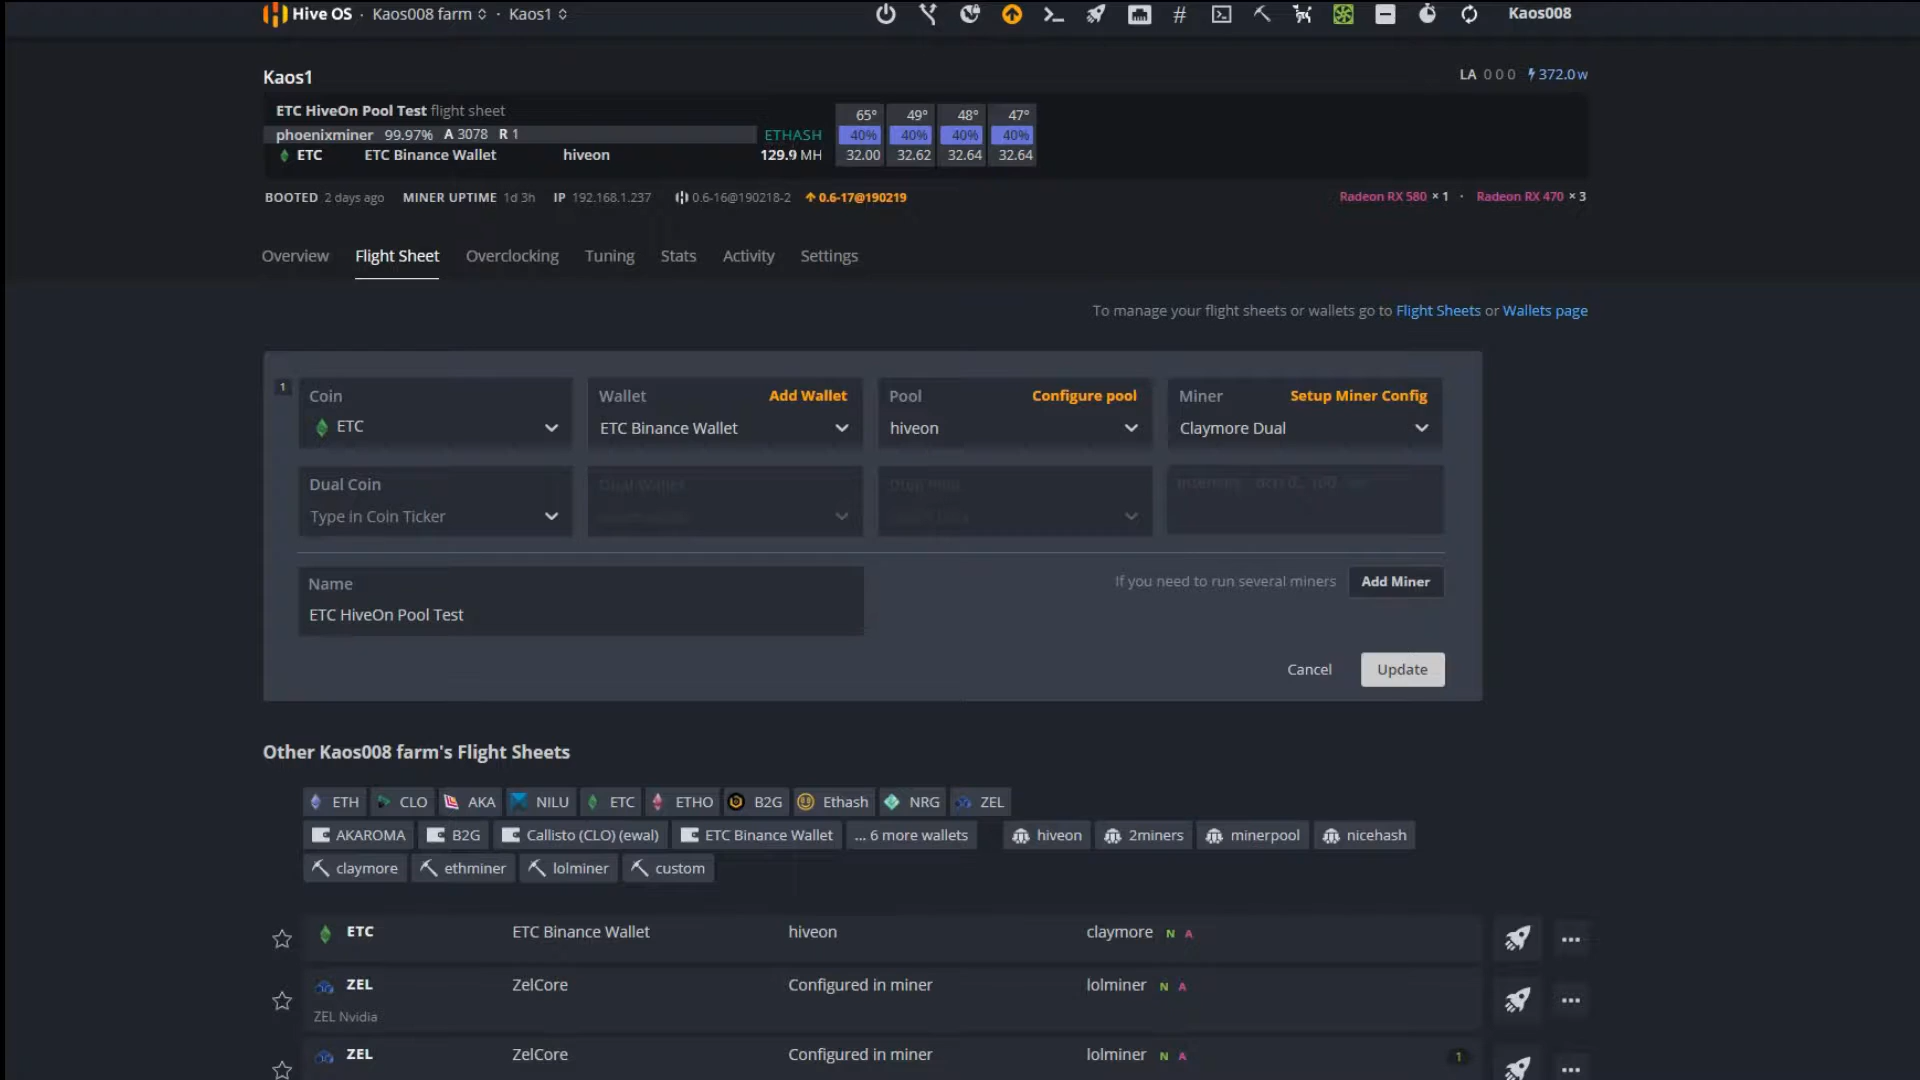 Hive OS · Kaos008 farm · Kaos1 # Kaos008
Kaos1 LA 0 0 0 372.0 w
ETC HiveOn Pool Test flight sheet
phoenixminer 99.97% A 3078 R 1 ETHASH
ETC ETC Binance Wallet hiveon 129.9 MH
65° 49° 48° 47°
40% 40% 40% 40%
32.00 32.62 32.64 32.64
BOOTED 2 days ago MINER UPTIME 1d 3h IP 192.168.1.237 0.6-16@190218-2 0.6-17@190219 Radeon RX 580 × 1 · Radeon RX 470 × 3
Overview Flight Sheet Overclocking Tuning Stats Activity Settings
To manage your flight sheets or wallets go to Flight Sheets or Wallets page
1
Coin Wallet Add Wallet Pool Configure pool Miner Setup Miner Config
ETC ETC Binance Wallet hiveon Claymore Dual
Dual Coin Dual Wallet
Type in Coin Ticker
Name
ETC HiveOn Pool Test
If you need to run several miners Add Miner
Cancel Update
Other Kaos008 farm's Flight Sheets
ETH CLO AKA NILU ETC ETHO B2G Ethash NRG ZEL
AKAROMA B2G Callisto (CLO) (ewal) ETC Binance Wallet ... 6 more wallets hiveon 2miners minerpool nicehash
claymore ethminer lolminer custom
ETC ETC Binance Wallet hiveon claymore N A
ZEL ZelCore Configured in miner lolminer N A
ZEL Nvidia
ZEL ZelCore Configured in miner lolminer N A 1